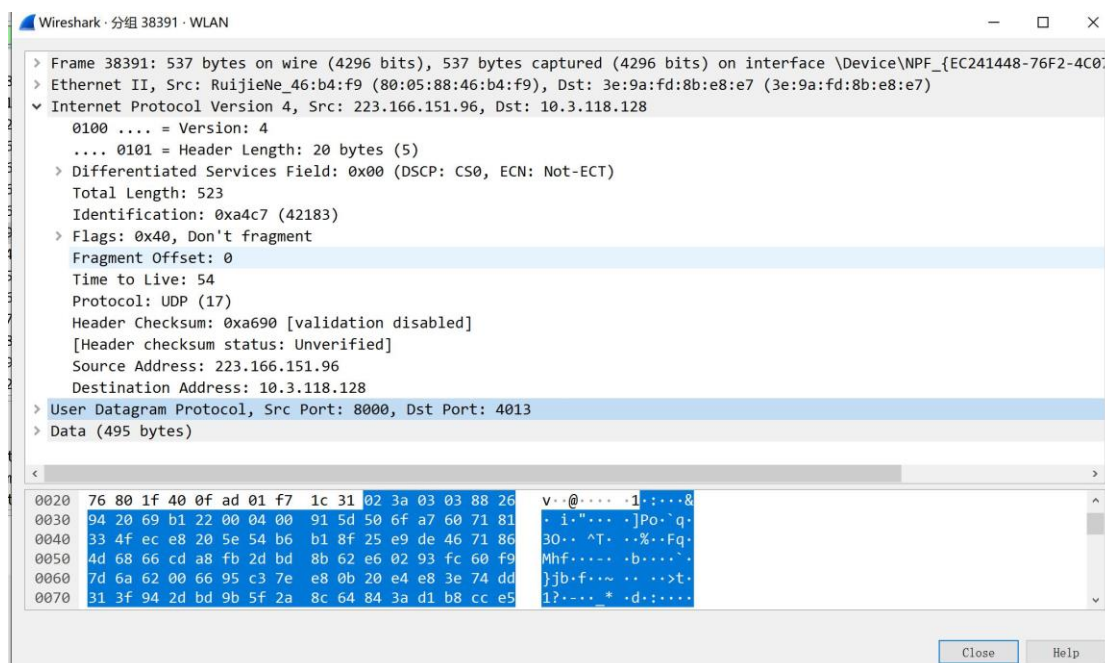 Wireshark · 分组 38391 · WLAN
Frame 38391: 537 bytes on wire (4296 bits), 537 bytes captured (4296 bits) on interface \Device\NPF_{EC241448-76F2-4C07
Ethernet II, Src: RuijieNe_46:b4:f9 (80:05:88:46:b4:f9), Dst: 3e:9a:fd:8b:e8:e7 (3e:9a:fd:8b:e8:e7)
Internet Protocol Version 4, Src: 223.166.151.96, Dst: 10.3.118.128
0100 .... = Version: 4
.... 0101 = Header Length: 20 bytes (5)
Differentiated Services Field: 0x00 (DSCP: CS0, ECN: Not-ECT)
Total Length: 523
Identification: 0xa4c7 (42183)
Flags: 0x40, Don't fragment
Fragment Offset: 0
Time to Live: 54
Protocol: UDP (17)
Header Checksum: 0xa690 [validation disabled]
[Header checksum status: Unverified]
Source Address: 223.166.151.96
Destination Address: 10.3.118.128
User Datagram Protocol, Src Port: 8000, Dst Port: 4013
Data (495 bytes)
0020 76 80 1f 40 0f ad 01 f7 1c 31 02 3a 03 03 88 26 v··@···· ·1·:···&
0030 94 20 69 b1 22 00 04 00 91 5d 50 6f a7 60 71 81 · i·"··· ·]Po·`q·
0040 33 4f ec e8 20 5e 54 b6 b1 8f 25 e9 de 46 71 86 3O·· ^T· ··%··Fq·
0050 4d 68 66 cd a8 fb 2d bd 8b 62 e6 02 93 fc 60 f9 Mhf···-· ·b····`·
0060 7d 6a 62 00 66 95 c3 7e e8 0b 20 e4 e8 3e 74 dd }jb·f··~ ·· ··>t·
0070 31 3f 94 2d bd 9b 5f 2a 8c 64 84 3a d1 b8 cc e5 1?·-··_* ·d·:····
Close Help